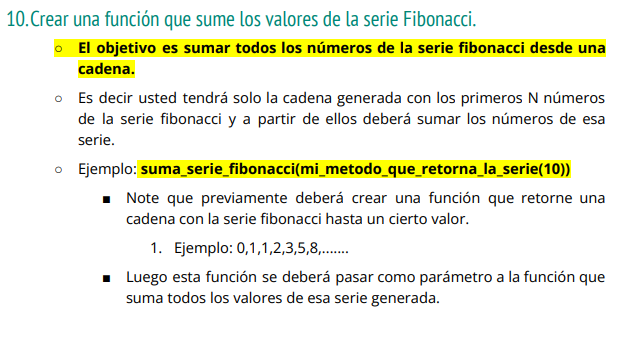 10.Crear una función que sume los valores de la serie Fibonacci.
○ El objetivo es sumar todos los números de la serie fibonacci desde una
cadena.
○ Es decir usted tendrá solo la cadena generada con los primeros N números
de la serie fibonacci y a partir de ellos deberá sumar los números de esa
serie.
○ Ejemplo: suma_serie_fibonacci(mi_metodo_que_retorna_la_serie(10))
■ Note que previamente deberá crear una función que retorne una
cadena con la serie fibonacci hasta un cierto valor.
1. Ejemplo: 0,1,1,2,3,5,8,.......
■ Luego esta función se deberá pasar como parámetro a la función que
suma todos los valores de esa serie generada.